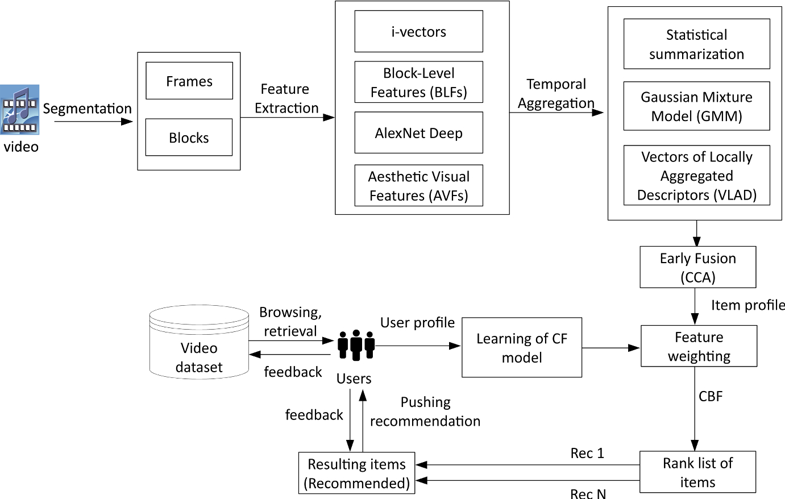 video
Segmentation
Frames
Blocks
Feature
Extraction
i-vectors
Block-Level
Features (BLFs)
AlexNet Deep
Aesthetic Visual
Features (AVFs)
Temporal
Aggregation
Statistical
summarization
Gaussian Mixture
Model (GMM)
Vectors of Locally
Aggregated
Descriptors (VLAD)
Early Fusion
(CCA)
Item profile
Video
dataset
Browsing,
retrieval
feedback
Users
User profile
Learning of CF
model
Feature
weighting
CBF
feedback
Pushing
recommendation
Resulting items
(Recommended)
Rec 1
Rec N
Rank list of
items